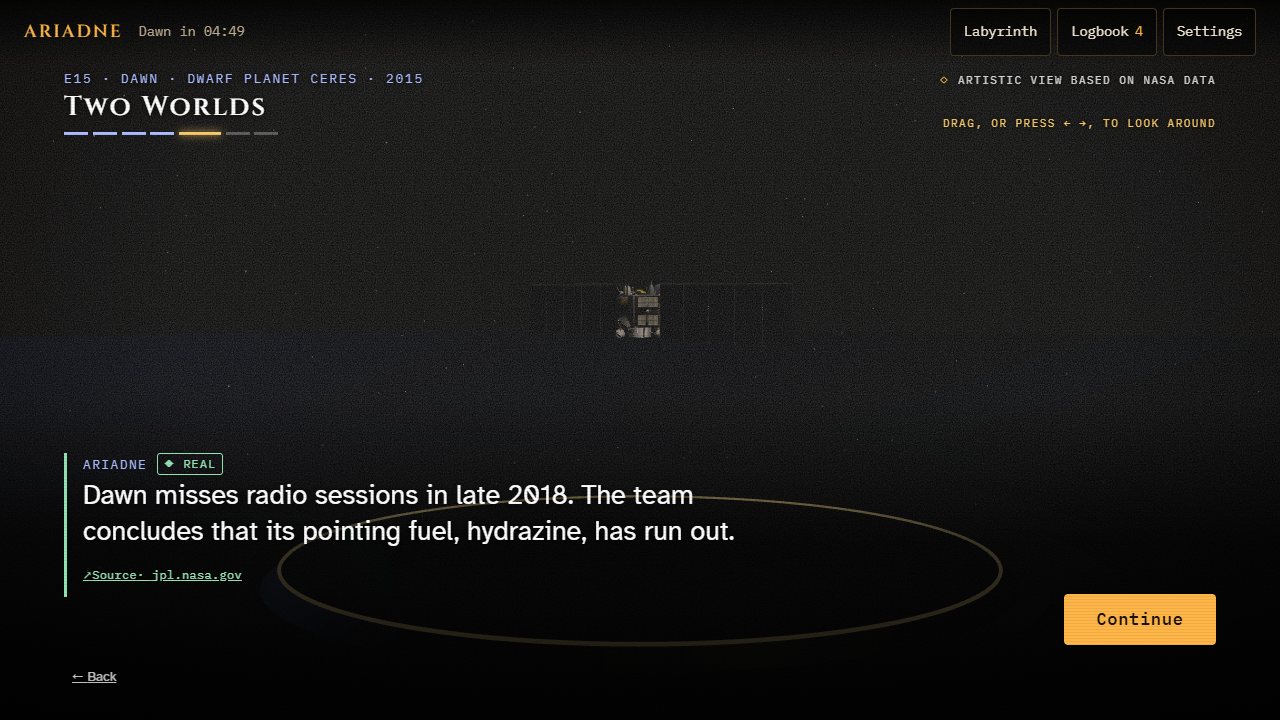 ARIADNE Dawn in 04:49 Labyrinth Logbook 4 Settings
E15 · DAWN · DWARF PLANET CERES · 2015
◇ ARTISTIC VIEW BASED ON NASA DATA
Two Worlds
DRAG, OR PRESS ← →, TO LOOK AROUND
ARIADNE ◆ REAL
Dawn misses radio sessions in late 2018. The team
concludes that its pointing fuel, hydrazine, has run out.
↗Source· jpl.nasa.gov
Continue
← Back